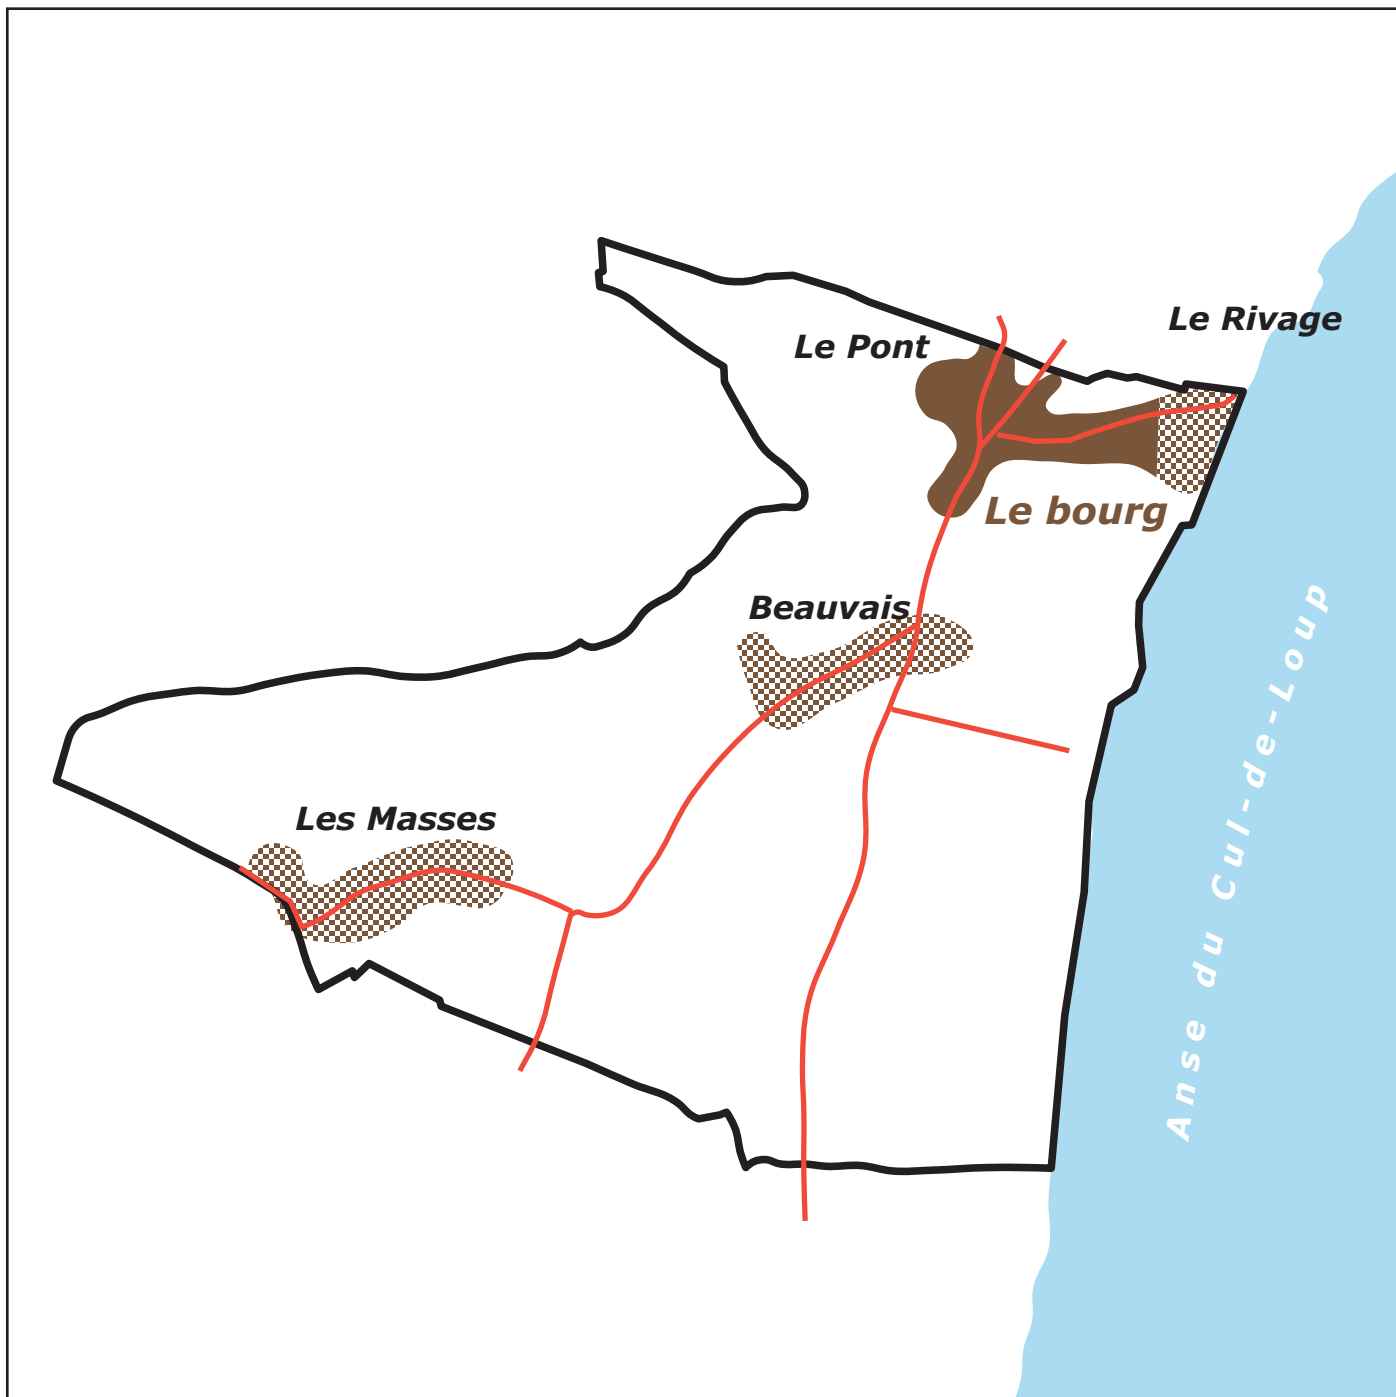 Le Rivage
Le Pont
Le bourg
Beauvais
Les Masses
Anse du Cul-de-Loup